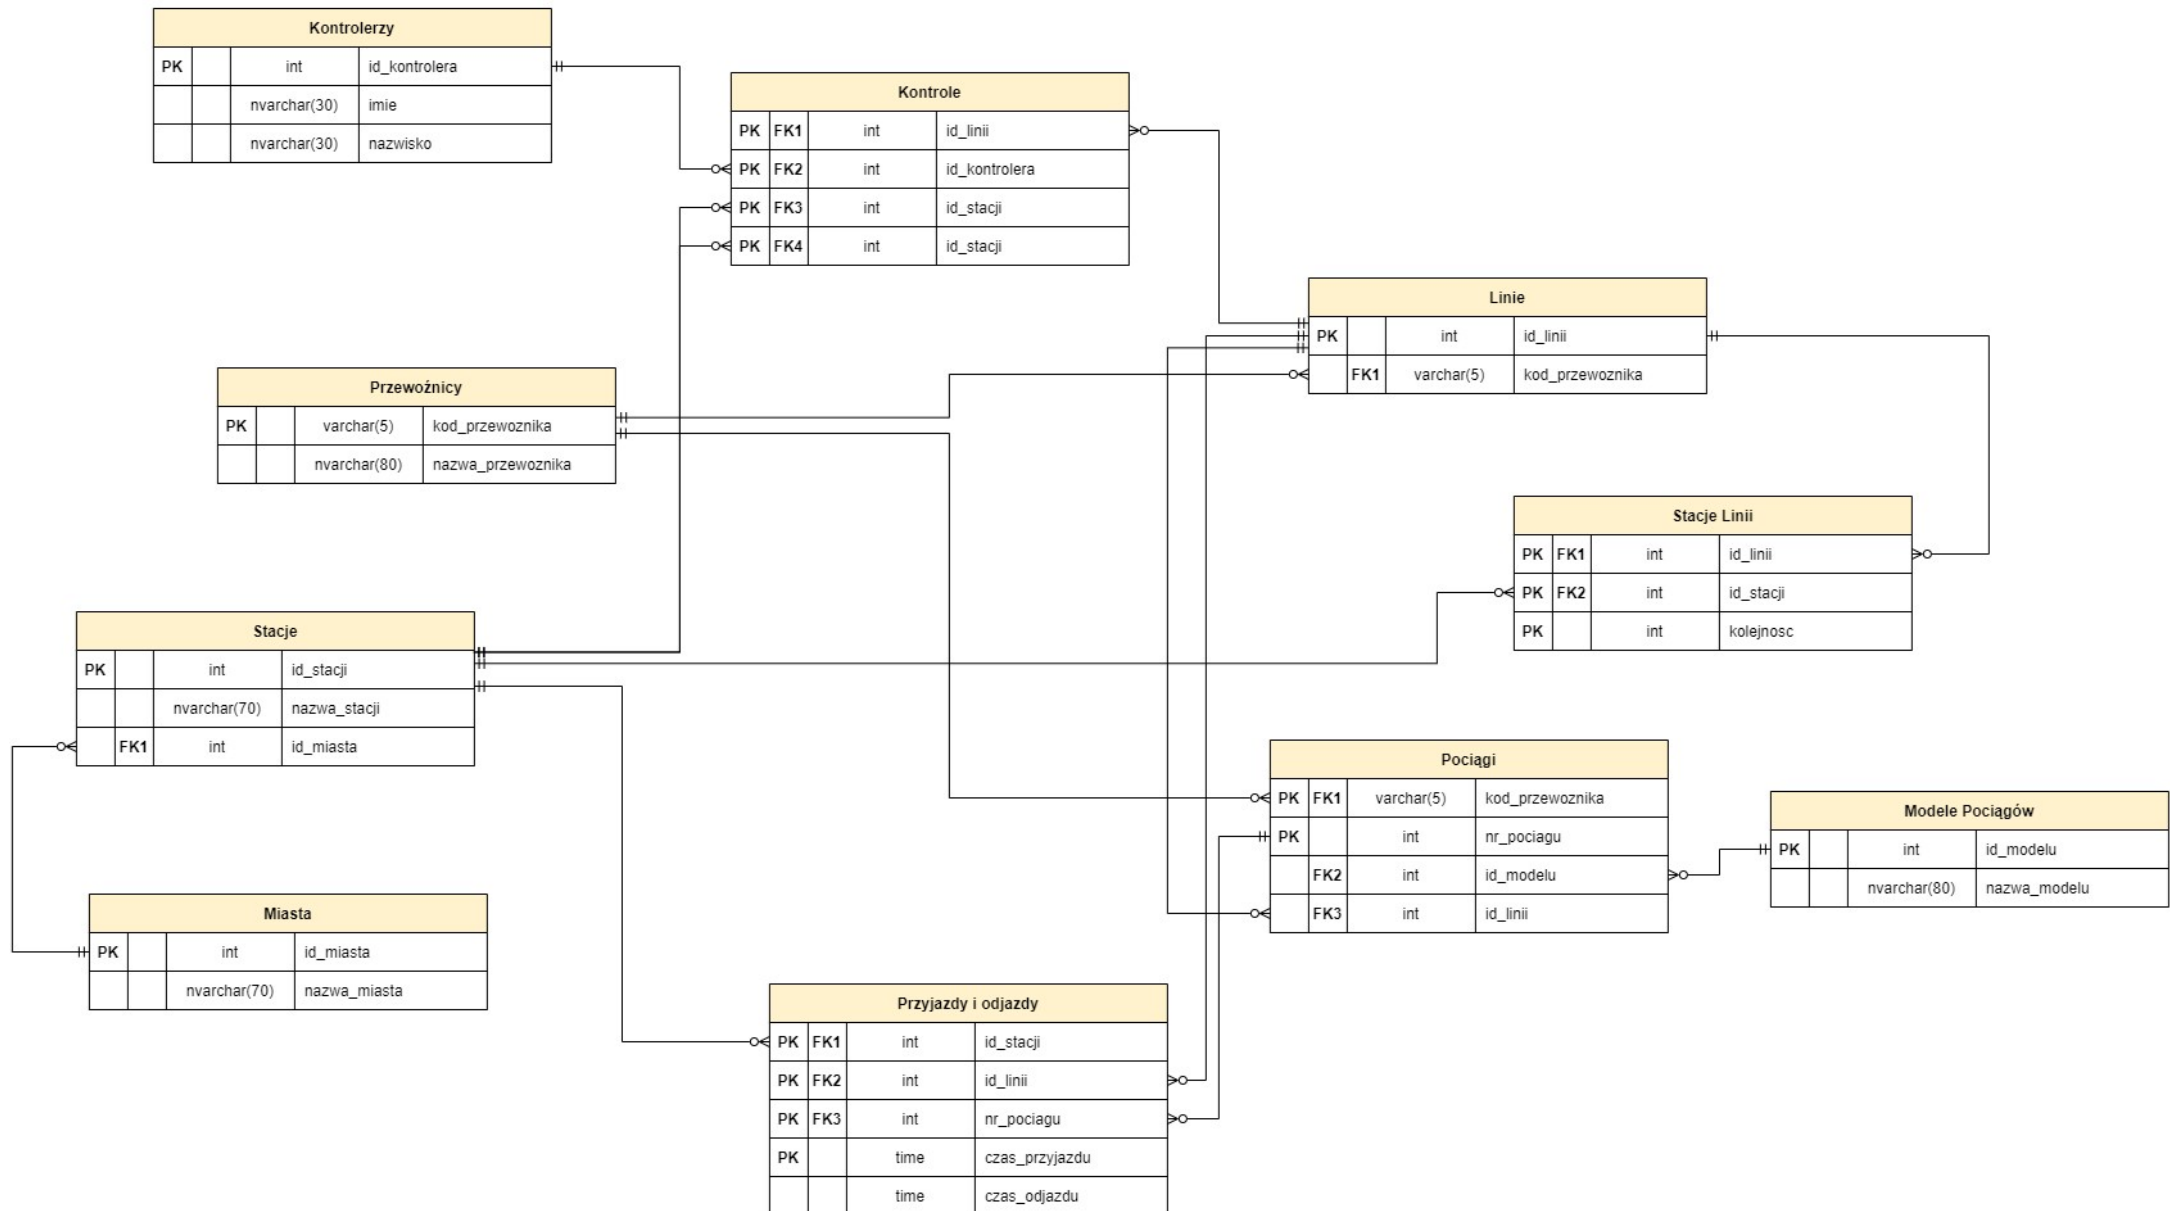 Kontrolerzy
PK int id_kontrolera
nvarchar(30) imie
nvarchar(30) nazwisko
Kontrole
PK FK1 int id_linii
PK FK2 int id_kontrolera
PK FK3 int id_stacji
PK FK4 int id_stacji
Linie
PK int id_linii
FK1 varchar(5) kod_przewoznika
Przewoźnicy
PK varchar(5) kod_przewoznika
nvarchar(80) nazwa_przewoznika
Stacje Linii
PK FK1 int id_linii
PK FK2 int id_stacji
PK int kolejnosc
Stacje
PK int id_stacji
nvarchar(70) nazwa_stacji
FK1 int id_miasta
Pociągi
PK FK1 varchar(5) kod_przewoznika
PK int nr_pociagu
FK2 int id_modelu
FK3 int id_linii
Modele Pociągów
PK int id_modelu
nvarchar(80) nazwa_modelu
Miasta
PK int id_miasta
nvarchar(70) nazwa_miasta
Przyjazdy i odjazdy
PK FK1 int id_stacji
PK FK2 int id_linii
PK FK3 int nr_pociagu
PK time czas_przyjazdu
time czas_odjazdu